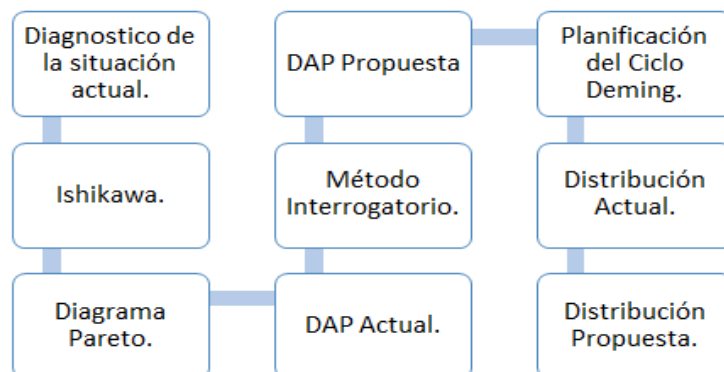 Diagnostico de
la situación
actual.
Ishikawa.
Diagrama
Pareto.
DAP Actual.
Método
Interrogatorio.
DAP Propuesta
Planificación
del Ciclo
Deming.
Distribución
Actual.
Distribución
Propuesta.